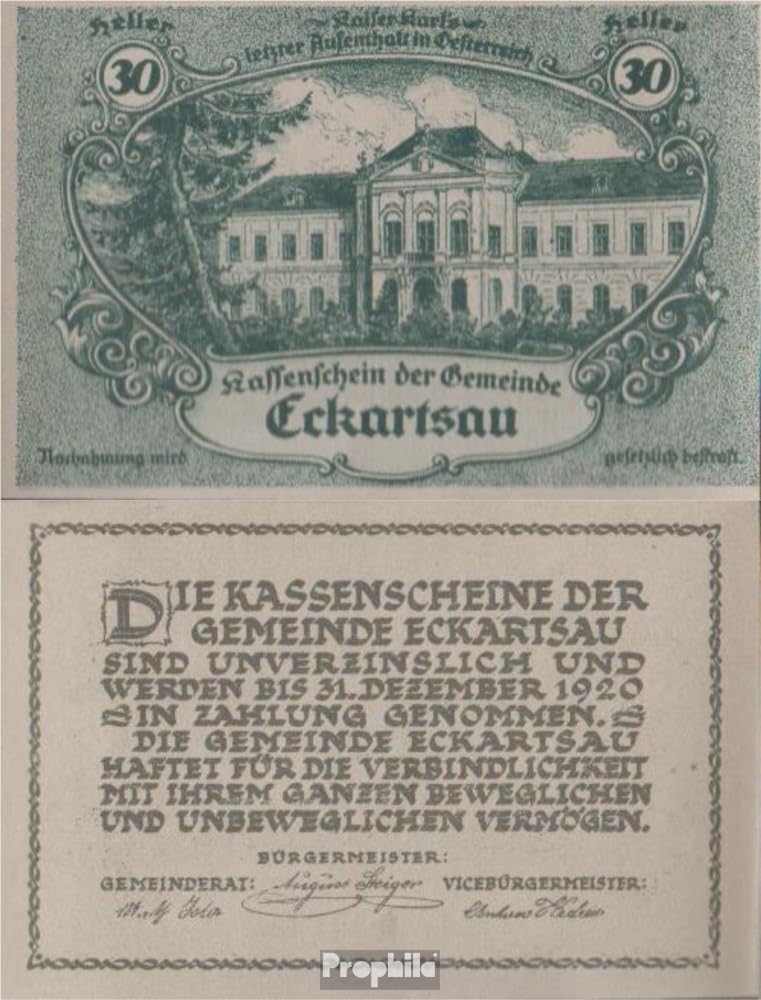 Heller
Kaiser Karls
Heller
letzter Aufenthalt in Oesterreich
30
30
Kassenschein der Gemeinde
Eckartsau
Nachahmung wird
gesetzlich bestraft.
DIE KASSENSCHEINE DER
GEMEINDE ECKARTSAU
SIND UNVERZINSLICH UND
WERDEN BIS 31. DEZEMBER 1920
IN ZAHLUNG GENOMMEN.
DIE GEMEINDE ECKARTSAU
HAFTET FÜR DIE VERBINDLICHKEIT
MIT IHREM GANZEN BEWEGLICHEN
UND UNBEWEGLICHEN VERMÖGEN.
BÜRGERMEISTER:
GEMEINDERAT: August Steiger VICEBÜRGERMEISTER:
Prophila